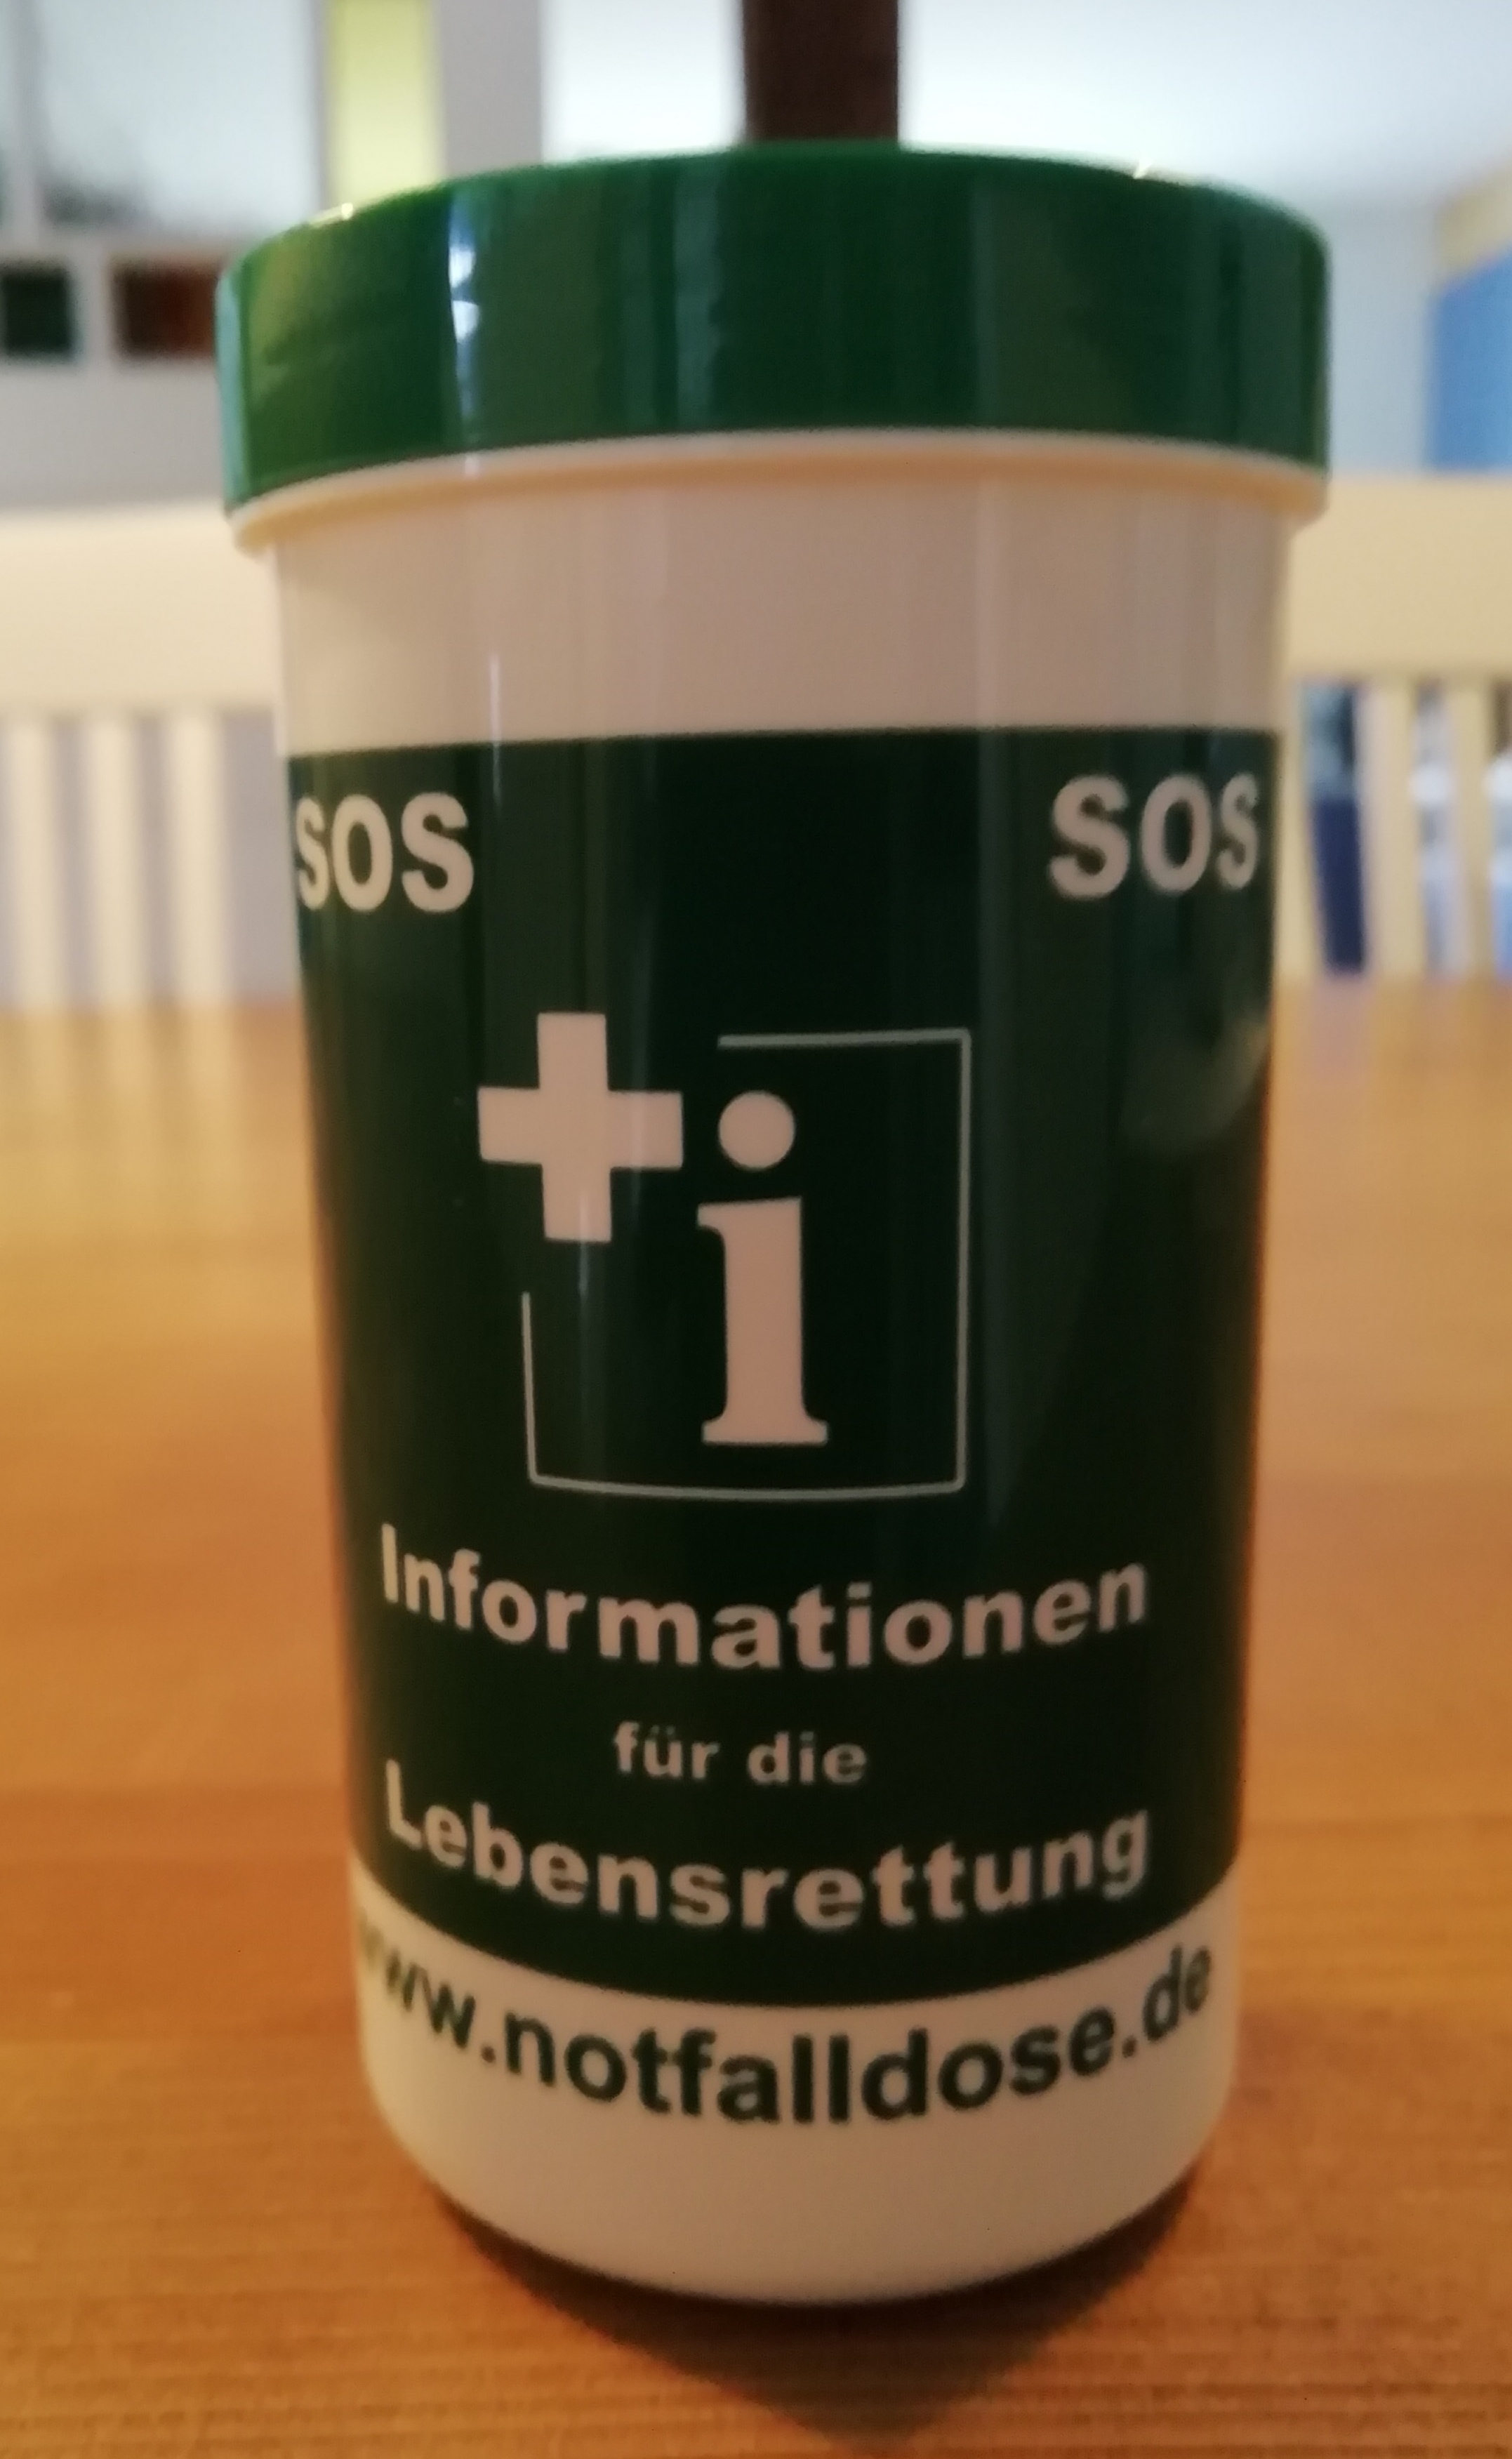 SOS SOS
i
Informationen
für die
Lebensrettung
www.notfalldose.de